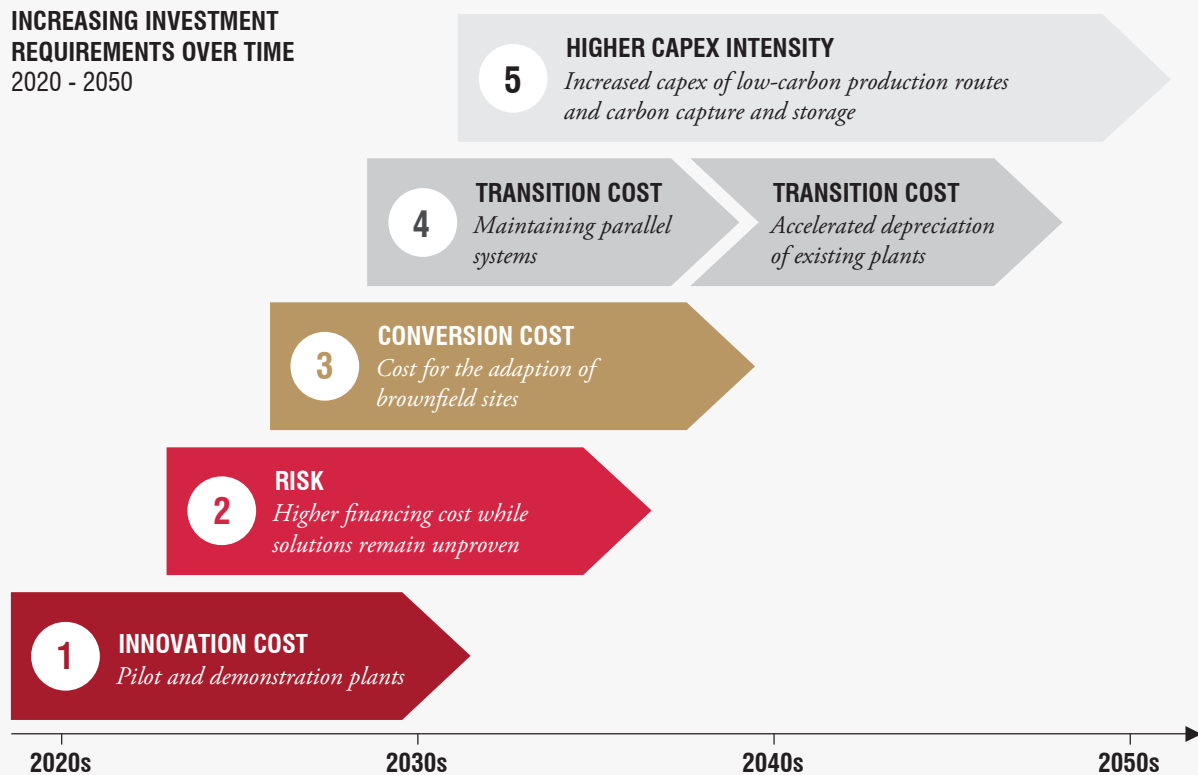 INCREASING INVESTMENT
REQUIREMENTS OVER TIME
2020 - 2050
5
HIGHER CAPEX INTENSITY
Increased capex of low-carbon production routes
and carbon capture and storage
4
TRANSITION COST
Maintaining parallel
systems
TRANSITION COST
Accelerated depreciation
of existing plants
3
CONVERSION COST
Cost for the adaption of
brownfield sites
2
RISK
Higher financing cost while
solutions remain unproven
1
INNOVATION COST
Pilot and demonstration plants
2020s
2030s
2040s
2050s